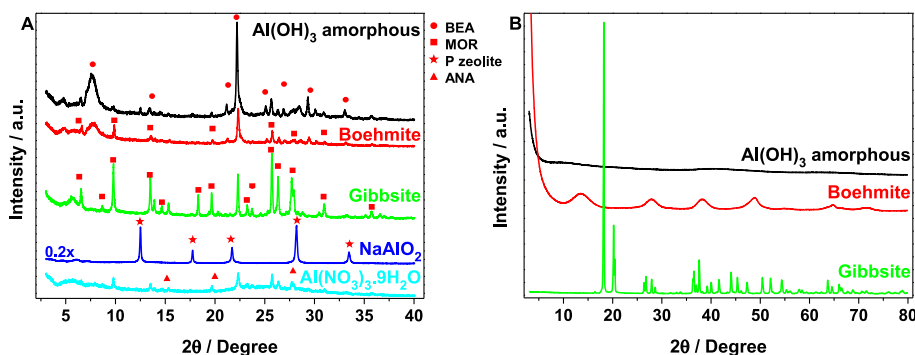 A
Al(OH)3 amorphous
BEA
MOR
P zeolite
ANA
Boehmite
Gibbsite
0.2x
NaAlO2
Al(NO3)3.9H2O
Intensity / a.u.
5 10 15 20 25 30 35 40
2θ / Degree
B
Al(OH)3 amorphous
Boehmite
Gibbsite
Intensity / a.u.
10 20 30 40 50 60 70 80
2θ / Degree